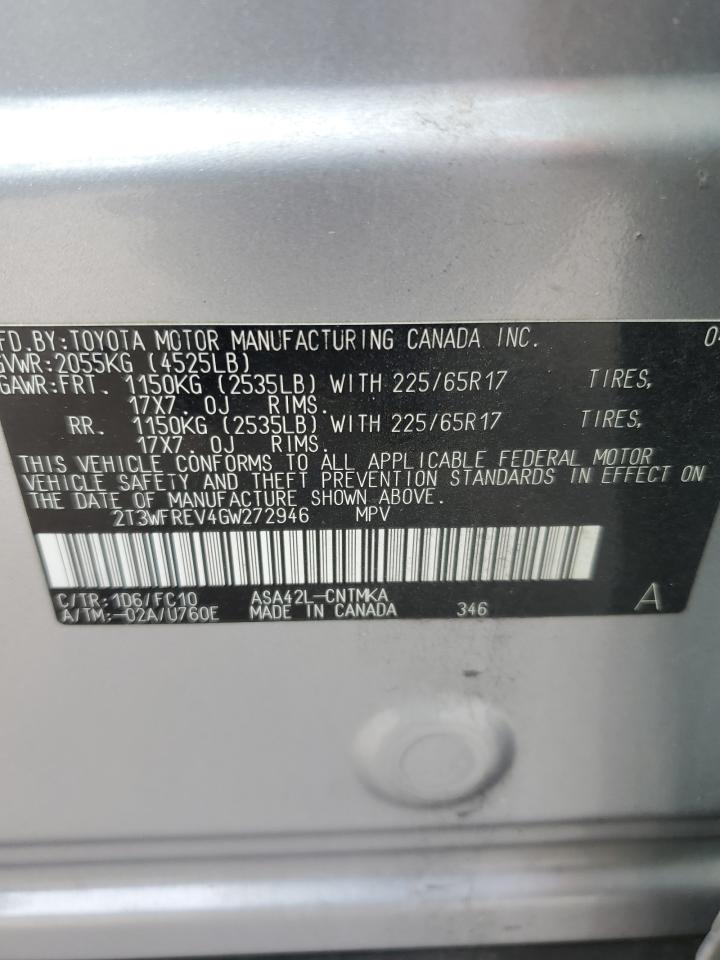 FD.BY:TOYOTA MOTOR MANUFACTURING CANADA INC. 04
GVWR:2055KG (4525LB)
GAWR:FRT. 1150KG (2535LB) WITH 225/65R17 TIRES,
17X7.0J RIMS.
RR. 1150KG (2535LB) WITH 225/65R17 TIRES,
17X7.0J RIMS.
THIS VEHICLE CONFORMS TO ALL APPLICABLE FEDERAL MOTOR
VEHICLE SAFETY AND THEFT PREVENTION STANDARDS IN EFFECT ON
THE DATE OF MANUFACTURE SHOWN ABOVE.
2T3WFREV4GW272946 MPV
C/TR:1D6/FC10 ASA42L-CNTMKA
A/TM:-02A/U760E MADE IN CANADA 346 A